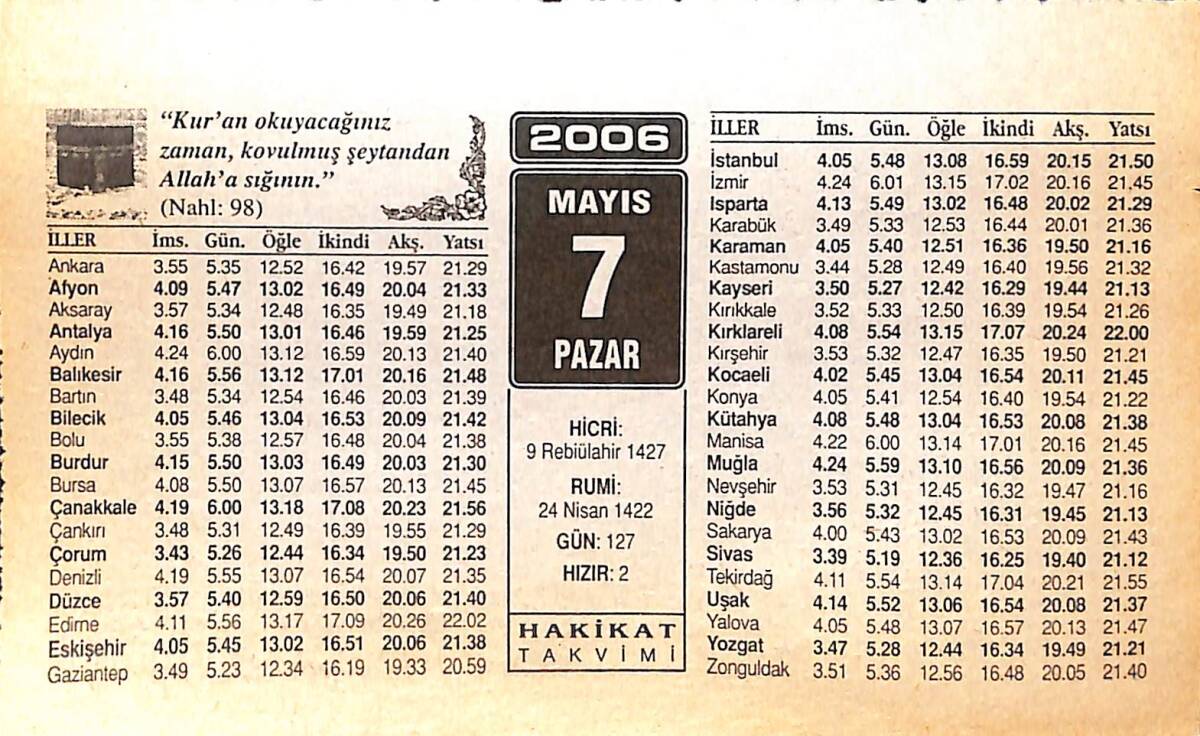 “Kur’an okuyacağınız
zaman, kovulmuş şeytandan
Allah’a sığının.”
(Nahl: 98)
İLLER İms. Gün. Öğle İkindi Akş. Yatsı
Ankara 3.55 5.35 12.52 16.42 19.57 21.29
Afyon 4.09 5.47 13.02 16.49 20.04 21.33
Aksaray 3.57 5.34 12.48 16.35 19.49 21.18
Antalya 4.16 5.50 13.01 16.46 19.59 21.25
Aydın 4.24 6.00 13.12 16.59 20.13 21.40
Balıkesir 4.16 5.56 13.12 17.01 20.16 21.48
Bartın 3.48 5.34 12.54 16.46 20.03 21.39
Bilecik 4.05 5.46 13.04 16.53 20.09 21.42
Bolu 3.55 5.38 12.57 16.48 20.04 21.38
Burdur 4.15 5.50 13.03 16.49 20.03 21.30
Bursa 4.08 5.50 13.07 16.57 20.13 21.45
Çanakkale 4.19 6.00 13.18 17.08 20.23 21.56
Çankırı 3.48 5.31 12.49 16.39 19.55 21.29
Çorum 3.43 5.26 12.44 16.34 19.50 21.23
Denizli 4.19 5.55 13.07 16.54 20.07 21.35
Düzce 3.57 5.40 12.59 16.50 20.06 21.40
Edirne 4.11 5.56 13.17 17.09 20.26 22.02
Eskişehir 4.05 5.45 13.02 16.51 20.06 21.38
Gaziantep 3.49 5.23 12.34 16.19 19.33 20.59
2006
MAYIS
7
PAZAR
HİCRİ:
9 Rebiülahir 1427
RUMİ:
24 Nisan 1422
GÜN: 127
HIZIR: 2
HAKİKAT
TAKVİMİ
İLLER İms. Gün. Öğle İkindi Akş. Yatsı
İstanbul 4.05 5.48 13.08 16.59 20.15 21.50
İzmir 4.24 6.01 13.15 17.02 20.16 21.45
Isparta 4.13 5.49 13.02 16.48 20.02 21.29
Karabük 3.49 5.33 12.53 16.44 20.01 21.36
Karaman 4.05 5.40 12.51 16.36 19.50 21.16
Kastamonu 3.44 5.28 12.49 16.40 19.56 21.32
Kayseri 3.50 5.27 12.42 16.29 19.44 21.13
Kırıkkale 3.52 5.33 12.50 16.39 19.54 21.26
Kırklareli 4.08 5.54 13.15 17.07 20.24 22.00
Kırşehir 3.53 5.32 12.47 16.35 19.50 21.21
Kocaeli 4.02 5.45 13.04 16.54 20.11 21.45
Konya 4.05 5.41 12.54 16.40 19.54 21.22
Kütahya 4.08 5.48 13.04 16.53 20.08 21.38
Manisa 4.22 6.00 13.14 17.01 20.16 21.45
Muğla 4.24 5.59 13.10 16.56 20.09 21.36
Nevşehir 3.53 5.31 12.45 16.32 19.47 21.16
Niğde 3.56 5.32 12.45 16.31 19.45 21.13
Sakarya 4.00 5.43 13.02 16.53 20.09 21.43
Sivas 3.39 5.19 12.36 16.25 19.40 21.12
Tekirdağ 4.11 5.54 13.14 17.04 20.21 21.55
Uşak 4.14 5.52 13.06 16.54 20.08 21.37
Yalova 4.05 5.48 13.07 16.57 20.13 21.47
Yozgat 3.47 5.28 12.44 16.34 19.49 21.21
Zonguldak 3.51 5.36 12.56 16.48 20.05 21.40